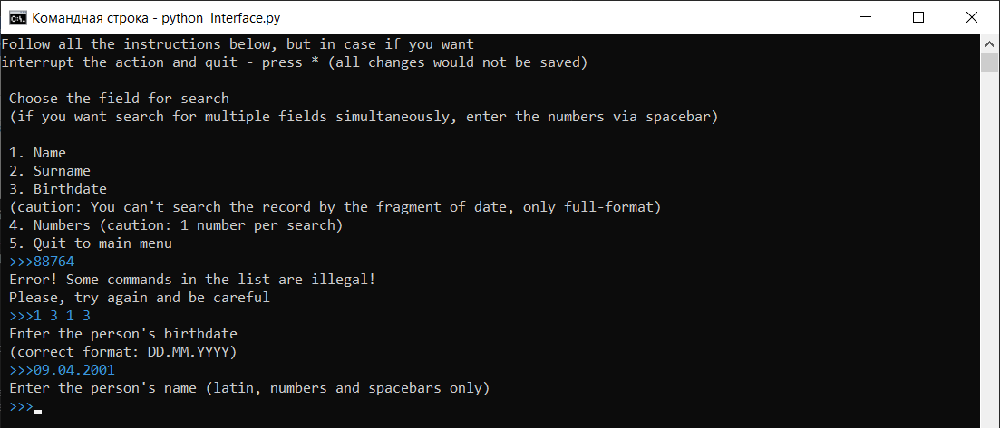 Командная строка - python  Interface.py
Follow all the instructions below, but in case if you want
interrupt the action and quit - press * (all changes would not be saved)
Choose the field for search
(if you want search for multiple fields simultaneously, enter the numbers via spacebar)
1. Name
2. Surname
3. Birthdate
(caution: You can't search the record by the fragment of date, only full-format)
4. Numbers (caution: 1 number per search)
5. Quit to main menu
>>>88764
Error! Some commands in the list are illegal!
Please, try again and be careful
>>>1 3 1 3
Enter the person's birthdate
(correct format: DD.MM.YYYY)
>>>09.04.2001
Enter the person's name (latin, numbers and spacebars only)
>>>